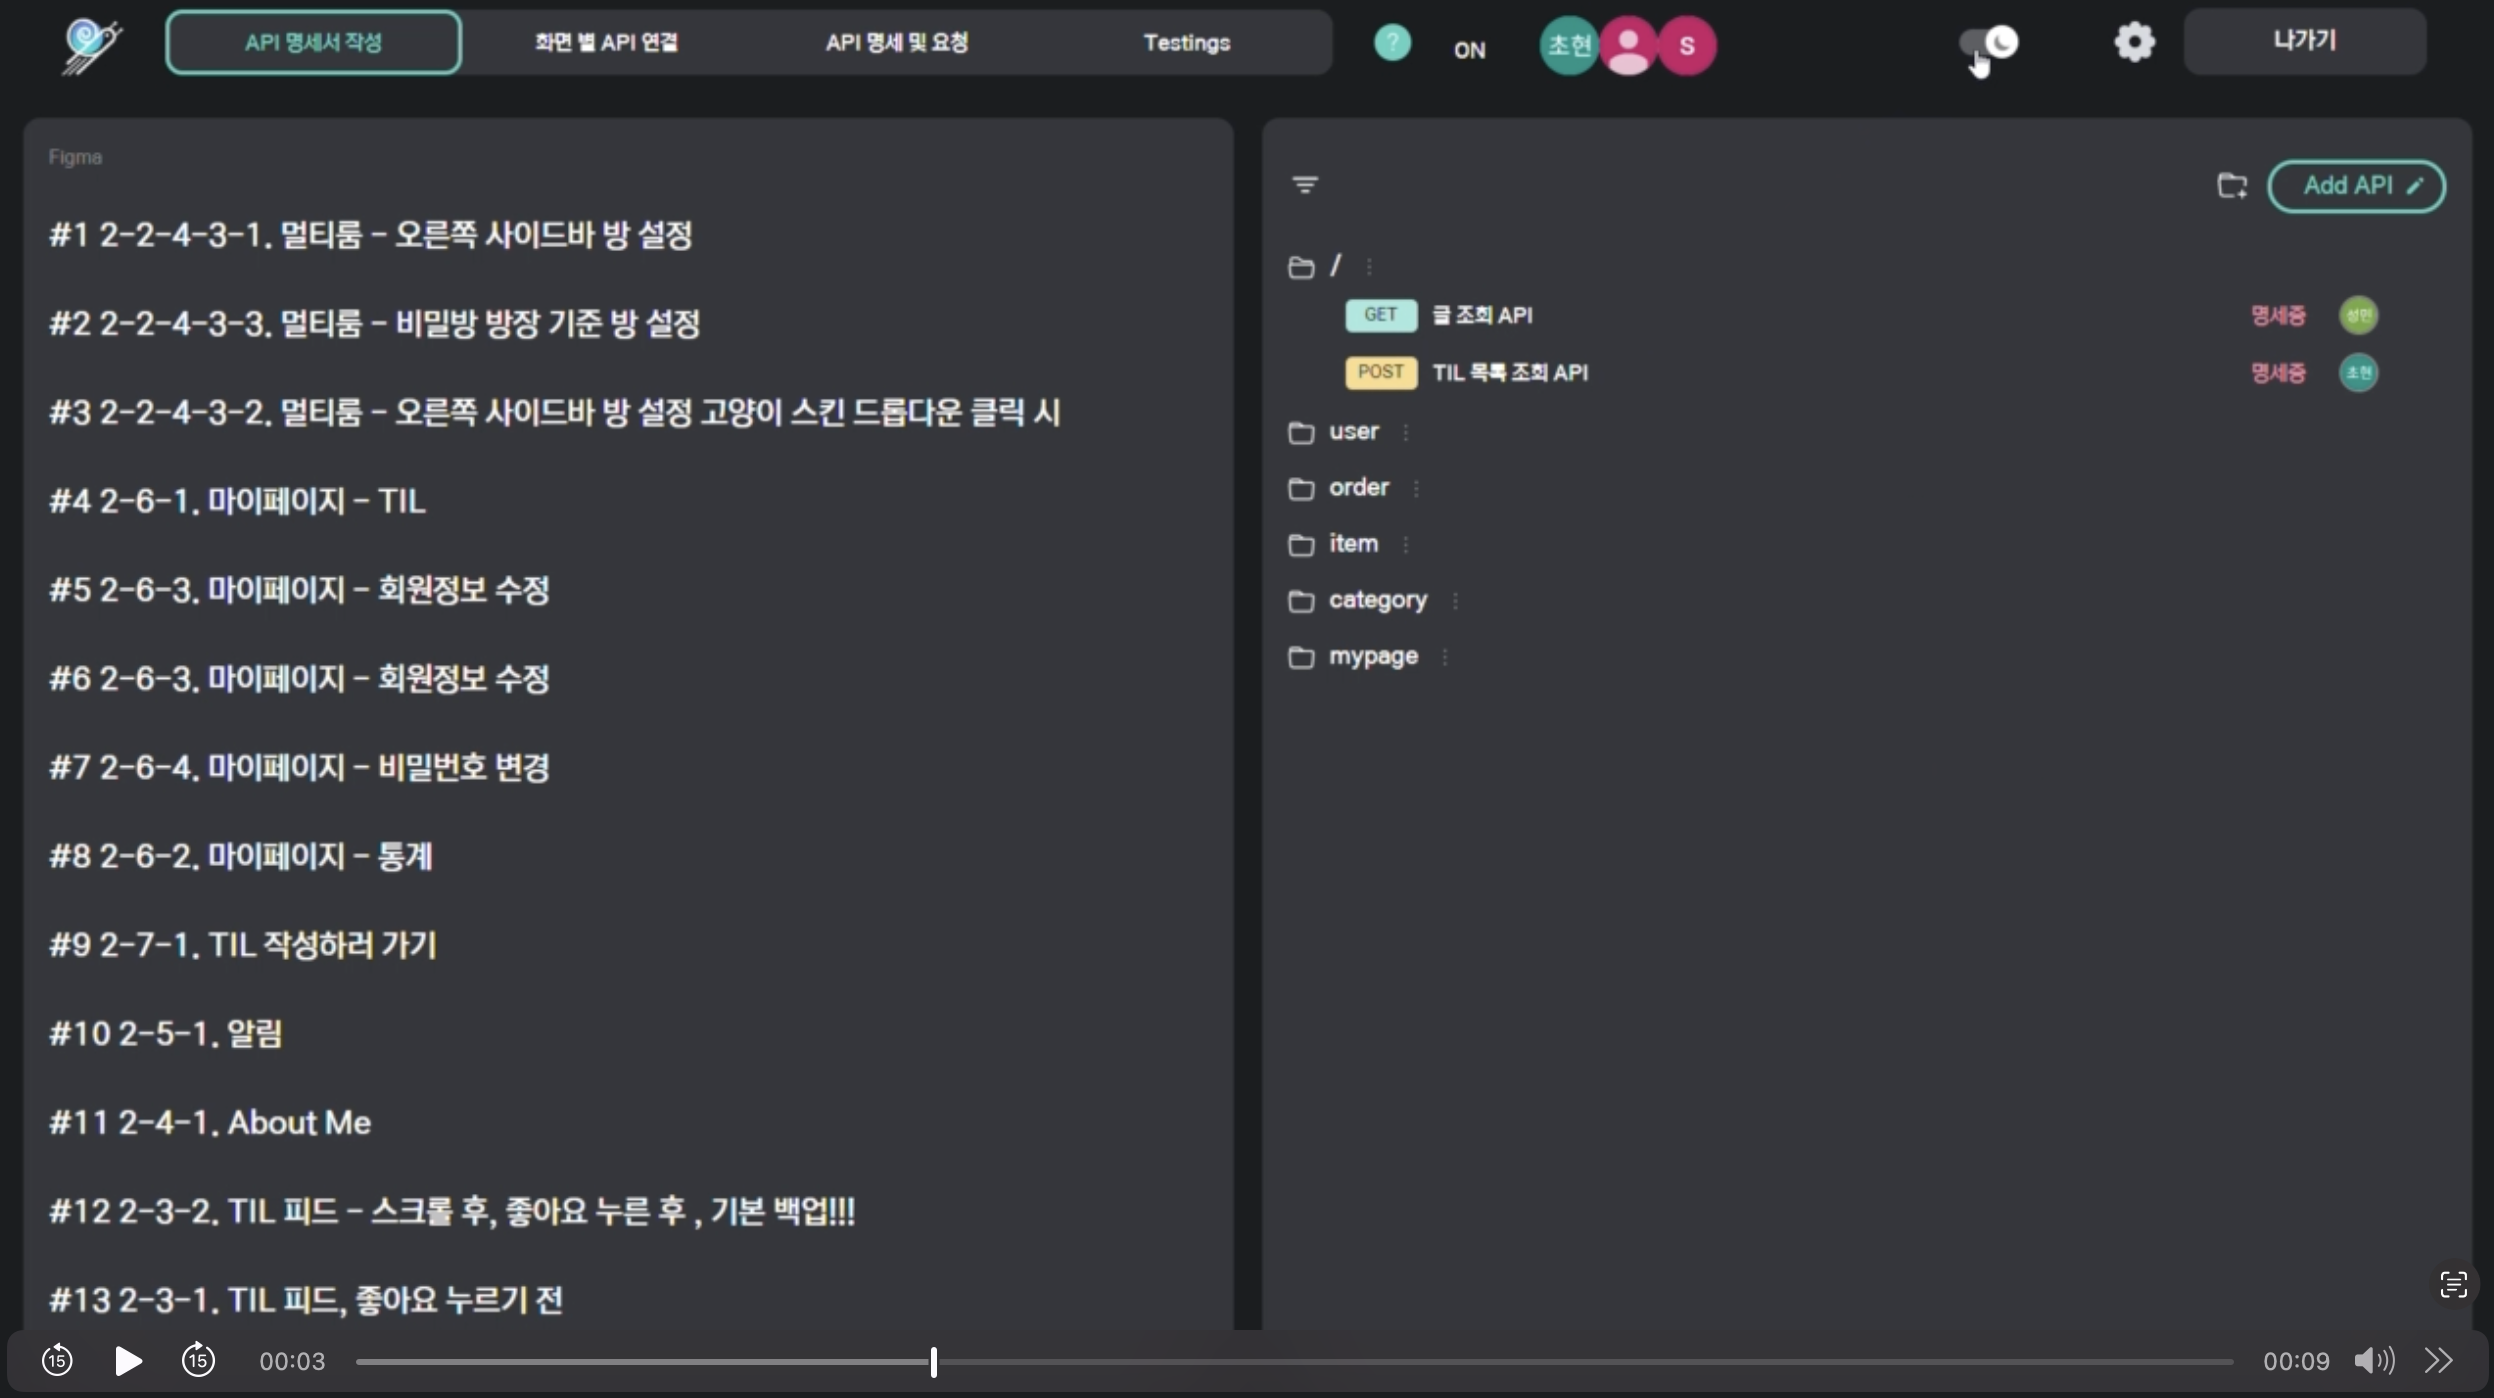 API 명세서 작성
화면 별 API 연결
API 명세 및 요청
Testings
?
ON
초현
S
나가기
Figma
#1 2-2-4-3-1. 멀티룸 - 오른쪽 사이드바 방 설정
#2 2-2-4-3-3. 멀티룸 - 비밀방 방장 기준 방 설정
#3 2-2-4-3-2. 멀티룸 - 오른쪽 사이드바 방 설정 고양이 스킨 드롭다운 클릭 시
#4 2-6-1. 마이페이지 - TIL
#5 2-6-3. 마이페이지 - 회원정보 수정
#6 2-6-3. 마이페이지 - 회원정보 수정
#7 2-6-4. 마이페이지 - 비밀번호 변경
#8 2-6-2. 마이페이지 - 통계
#9 2-7-1. TIL 작성하러 가기
#10 2-5-1. 알림
#11 2-4-1. About Me
#12 2-3-2. TIL 피드 - 스크롤 후, 좋아요 누른 후 , 기본 백업!!!
#13 2-3-1. TIL 피드, 좋아요 누르기 전
Add API
/
GET 글 조회 API 명세중 성민
POST TIL 목록 조회 API 명세중 초현
user
order
item
category
mypage
15
15
00:03
00:09